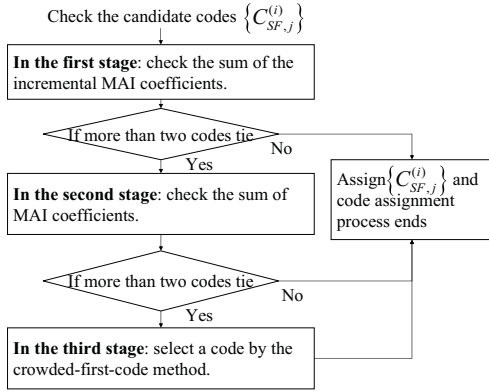 Check the candidate codes {C_{SF,j}^{(i)}}
In the first stage: check the sum of the
incremental MAI coefficients.
If more than two codes tie
No
Yes
In the second stage: check the sum of
MAI coefficients.
Assign{C_{SF,j}^{(i)}} and
code assignment
process ends
If more than two codes tie
No
Yes
In the third stage: select a code by the
crowded-first-code method.